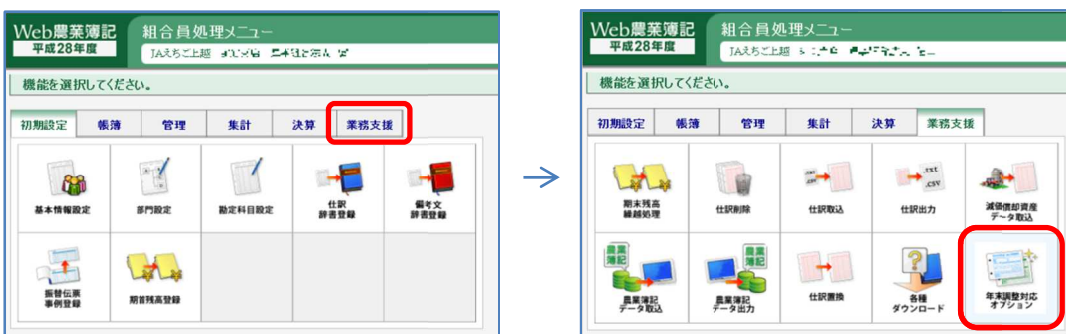 Web農業簿記
平成28年度
組合員処理メニュー
JAえちご上越
機能を選択してください。
初期設定 帳簿 管理 集計 決算 業務支援
基本情報設定 部門設定 勘定科目設定 仕訳辞書登録 備考文辞書登録
振替伝票事例登録 期首残高登録
→
Web農業簿記
平成28年度
組合員処理メニュー
JAえちご上越
機能を選択してください。
初期設定 帳簿 管理 集計 決算 業務支援
期末残高繰越処理 仕訳削除 仕訳取込 仕訳出力 減価償却資産データ取込
農業簿記データ取込 農業簿記データ出力 仕訳置換 各種ダウンロード 年末調整対応オプション